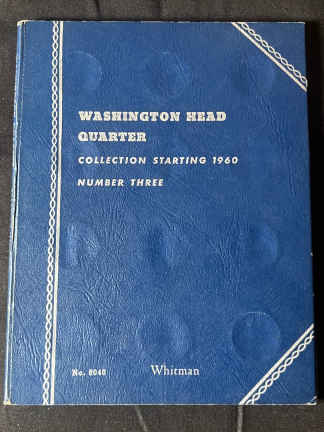 WASHINGTON HEAD
QUARTER
COLLECTION STARTING 1960
NUMBER THREE
No. 9040 Whitman